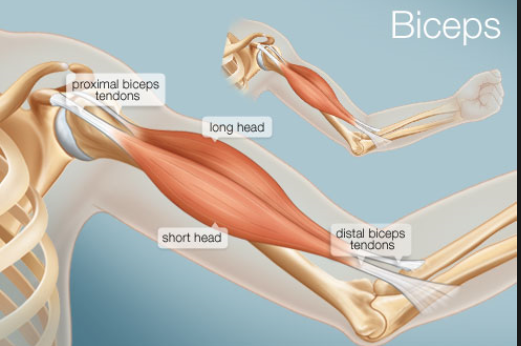 Biceps
proximal biceps
tendons
long head
short head
distal biceps
tendons